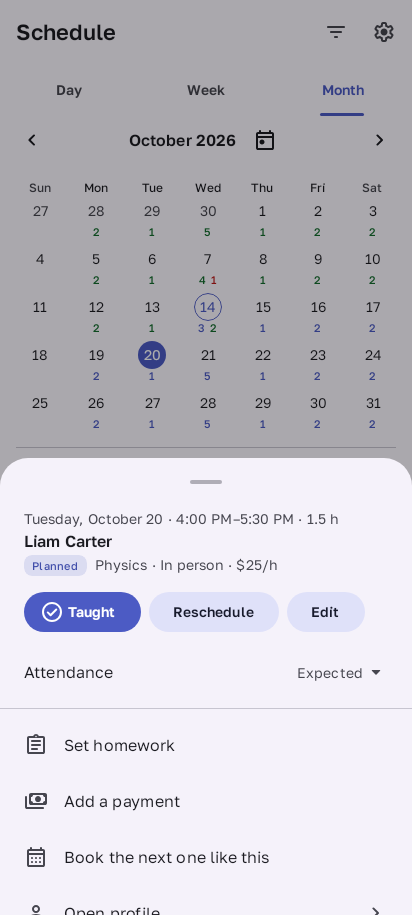 Schedule
Day Week Month
October 2026
Sun Mon Tue Wed Thu Fri Sat
27 28 29 30 1 2 3
2 1 5 1 2 2
4 5 6 7 8 9 10
2 1 4 1 1 2 2
11 12 13 14 15 16 17
2 1 3 2 1 2 2
18 19 20 21 22 23 24
2 1 5 1 2 2
25 26 27 28 29 30 31
2 1 5 1 2 2
Tuesday, October 20 · 4:00 PM–5:30 PM · 1.5 h
Liam Carter
Planned Physics · In person · $25/h
Taught Reschedule Edit
Attendance Expected
Set homework
Add a payment
Book the next one like this
Open profile